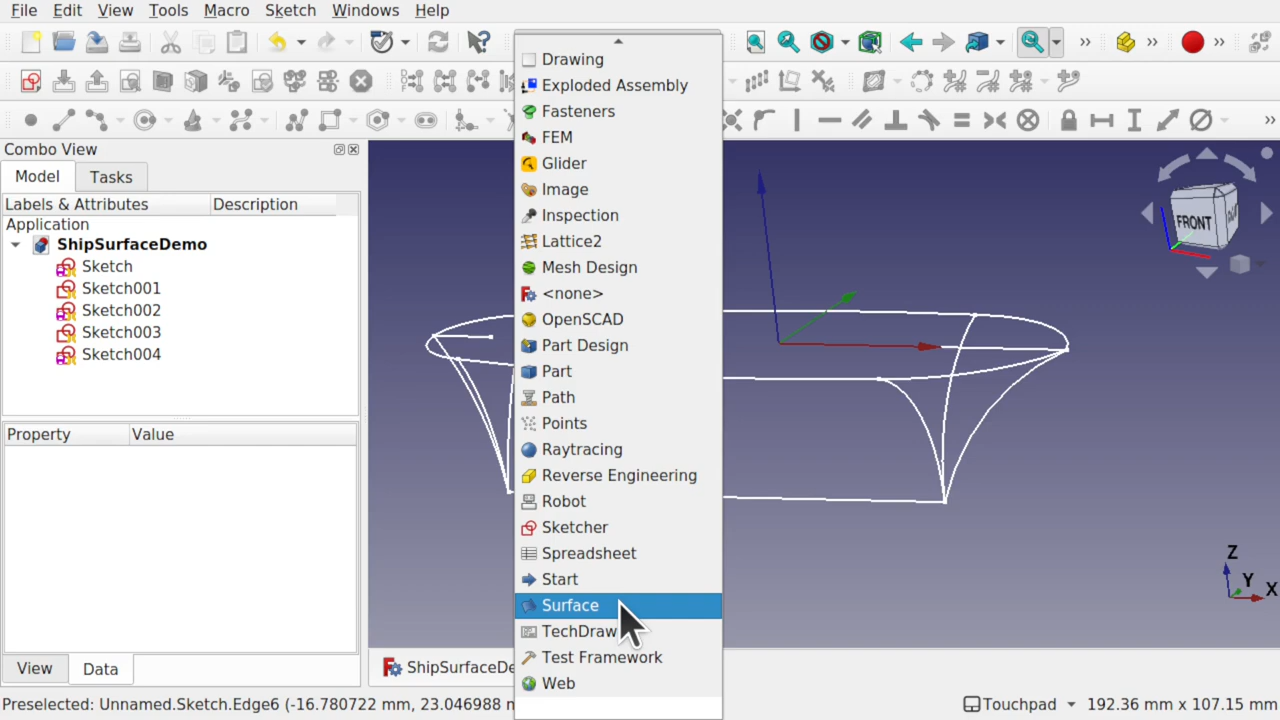 File Edit View Tools Macro Sketch Windows Help
Combo View
Model Tasks
Labels & Attributes Description
Application
ShipSurfaceDemo
Sketch
Sketch001
Sketch002
Sketch003
Sketch004
Property Value
View Data
Drawing
Exploded Assembly
Fasteners
FEM
Glider
Image
Inspection
Lattice2
Mesh Design
<none>
OpenSCAD
Part Design
Part
Path
Points
Raytracing
Reverse Engineering
Robot
Sketcher
Spreadsheet
Start
Surface
TechDraw
Test Framework
Web
FRONT
Z
Y
X
ShipSurfaceDe
Preselected: Unnamed.Sketch.Edge6 (-16.780722 mm, 23.046988 m
Touchpad 192.36 mm x 107.15 mm